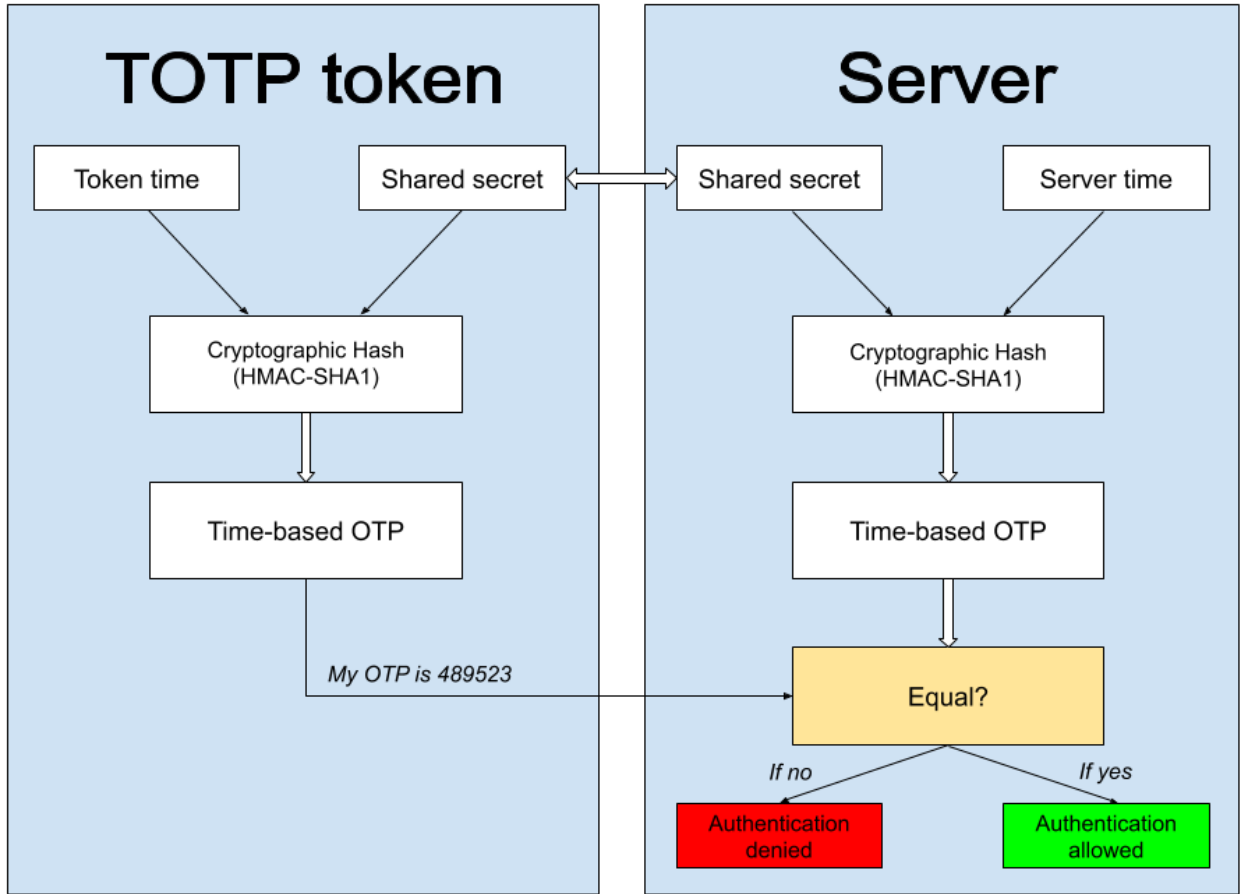 TOTP token
Token time
Shared secret
Cryptographic Hash
(HMAC-SHA1)
Time-based OTP
My OTP is 489523
Server
Shared secret
Server time
Cryptographic Hash
(HMAC-SHA1)
Time-based OTP
Equal?
If no
If yes
Authentication
denied
Authentication
allowed